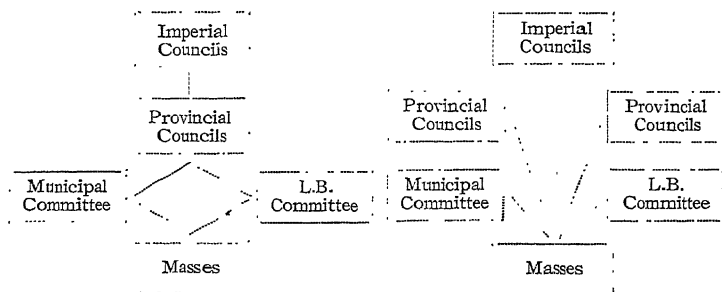 Imperial
Councils
Provincial
Councils
Municipal
Committee
L.B.
Committee
Masses
Imperial
Councils
Provincial
Councils
Provincial
Councils
Municipal
Committee
L.B.
Committee
Masses